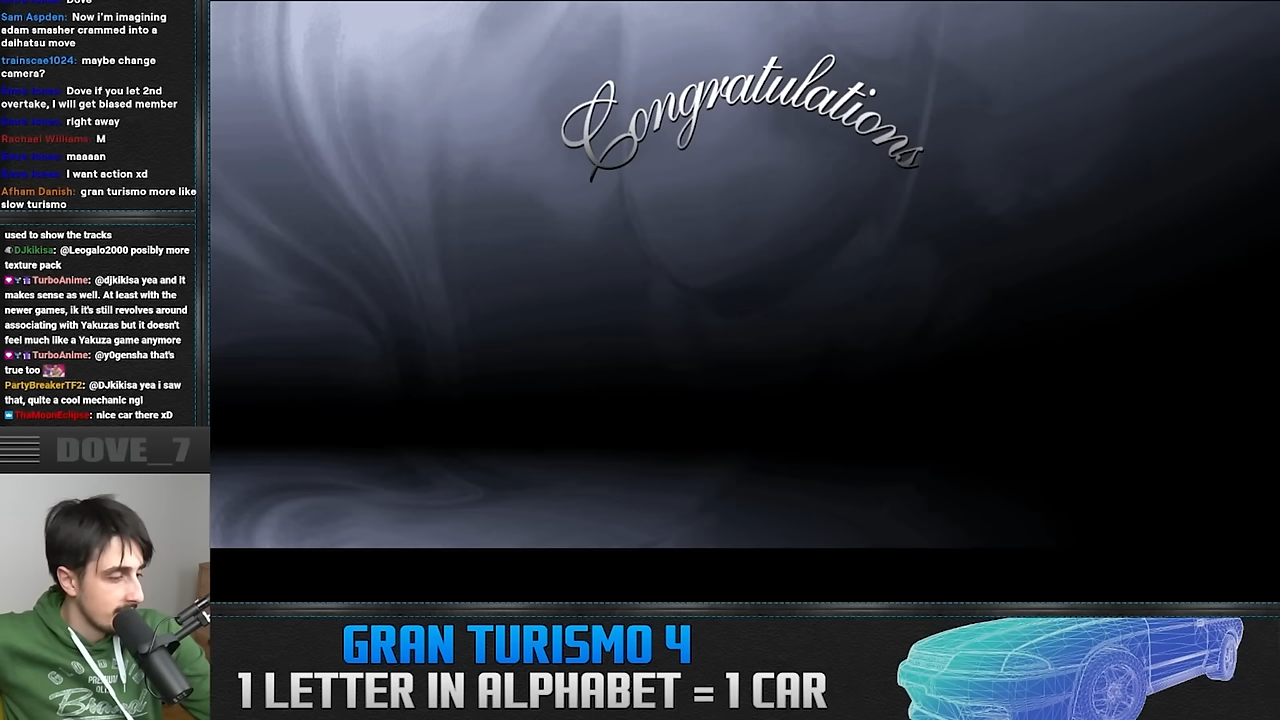 Sam Aspden: Now i'm imagining
adam smasher crammed into a
daihatsu move
trainscae1024: maybe change
camera?
Dove if you let 2nd
overtake, I will get biased member
right away
Rachael Williams: M
maaaan
I want action xd
Afham Danish: gran turismo more like
slow turismo
used to show the tracks
DJkikisa: @Leogalo2000 posibly more
texture pack
TurboAnime: @djkikisa yea and it
makes sense as well. At least with the
newer games, ik it's still revolves around
associating with Yakuzas but it doesn't
feel much like a Yakuza game anymore
TurboAnime: @y0gensha that's
true too
PartyBreakerTF2: @DJkikisa yea i saw
that, quite a cool mechanic ngl
ThaMoonEclipse: nice car there xD
DOVE__7
Congratulations
GRAN TURISMO 4
1 LETTER IN ALPHABET = 1 CAR